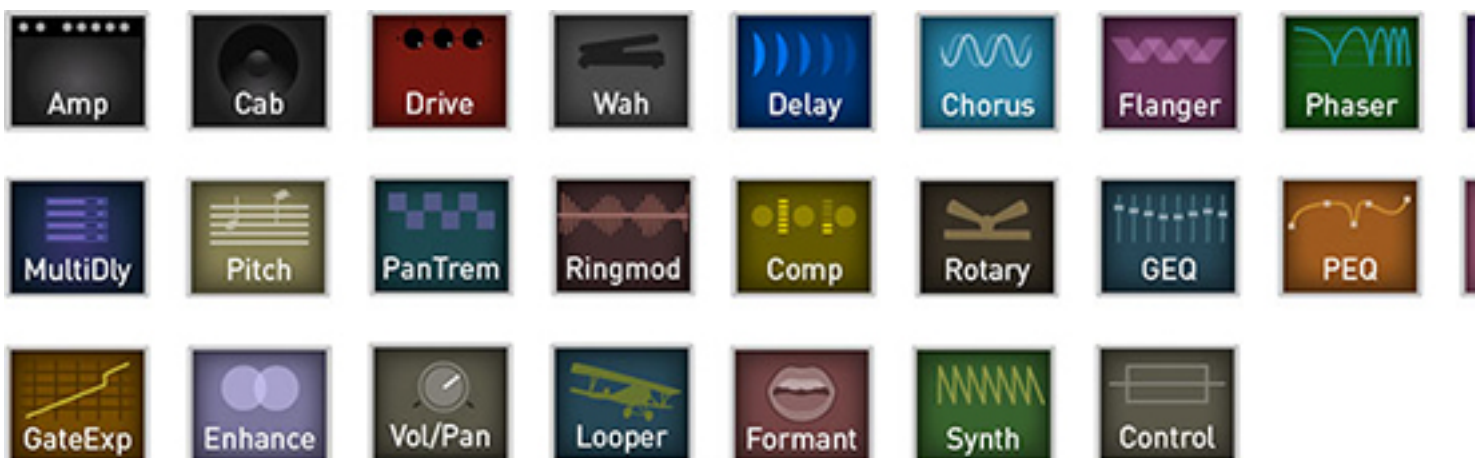 Amp Cab Drive Wah Delay Chorus Flanger Phaser
MultiDly Pitch PanTrem Ringmod Comp Rotary GEQ PEQ
GateExp Enhance Vol/Pan Looper Formant Synth Control